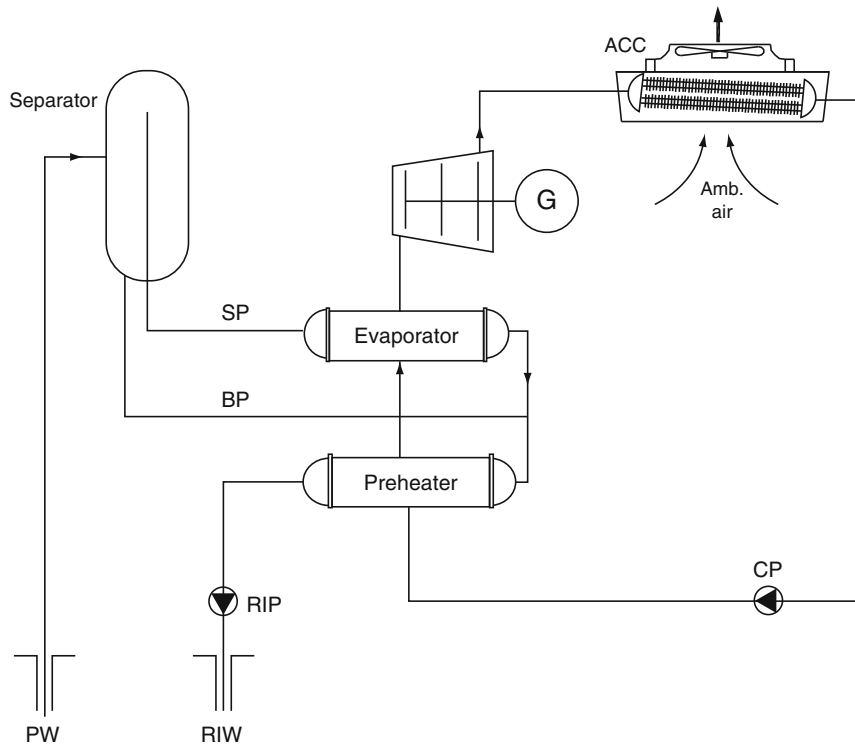 ACC
Separator
Amb.
air
G
SP
Evaporator
BP
Preheater
CP
RIP
PW
RIW